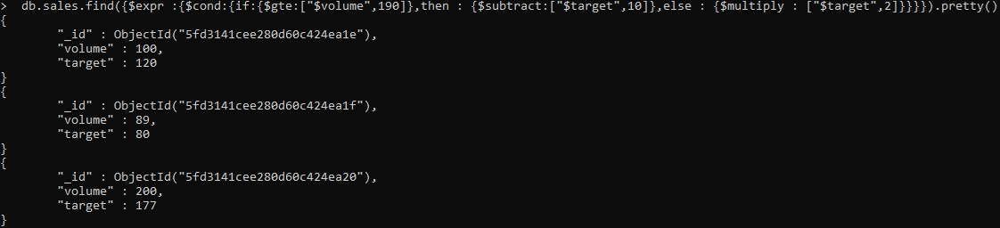 >  db.sales.find({$expr :{$cond:{if:{$gte:["$volume",190]},then : {$subtract:["$target",10]},else : {$multiply : ["$target",2]}}}}).pretty()
{
        "_id" : ObjectId("5fd3141cee280d60c424ea1e"),
        "volume" : 100,
        "target" : 120
}
{
        "_id" : ObjectId("5fd3141cee280d60c424ea1f"),
        "volume" : 89,
        "target" : 80
}
{
        "_id" : ObjectId("5fd3141cee280d60c424ea20"),
        "volume" : 200,
        "target" : 177
}